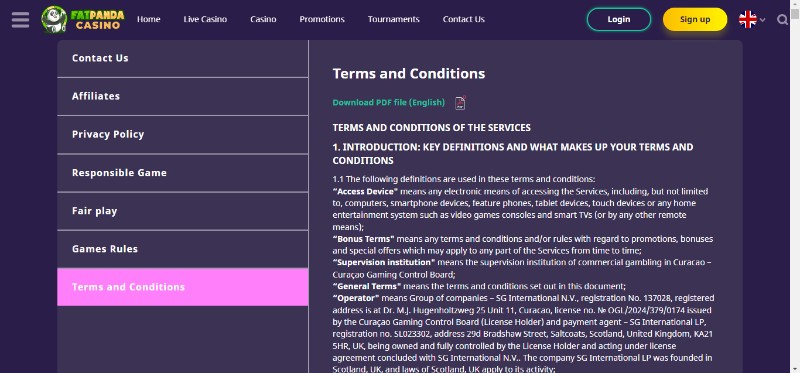 FATPANDA
CASINO
Home
Live Casino
Casino
Promotions
Tournaments
Contact Us
Login
Sign up
Contact Us
Affiliates
Privacy Policy
Responsible Game
Fair play
Games Rules
Terms and Conditions
Terms and Conditions
Download PDF file (English)
TERMS AND CONDITIONS OF THE SERVICES
1. INTRODUCTION: KEY DEFINITIONS AND WHAT MAKES UP YOUR TERMS AND
CONDITIONS
1.1 The following definitions are used in these terms and conditions:
“Access Device” means any electronic means of accessing the Services, including, but not limited
to, computers, smartphone devices, feature phones, tablet devices, touch devices or any home
entertainment system such as video games consoles and smart TVs (or by any other remote
means);
“Bonus Terms” means any terms and conditions and/or rules with regard to promotions, bonuses
and special offers which may apply to any part of the Services from time to time;
“Supervision institution” means the supervision institution of commercial gambling in Curacao –
Curaçao Gaming Control Board;
“General Terms” means the terms and conditions set out in this document;
“Operator” means Group of companies – SG International N.V., registration No. 137028, registered
address is at Dr. M.J. Hugenholtzweg 25 Unit 11, Curacao, license no. № OGL/2024/379/0174 issued
by the Curaçao Gaming Control Board (License Holder) and payment agent – SG International LP,
registration no. SL023302, address 29d Bradshaw Street, Saltcoats, Scotland, United Kingdom, KA21
5HR, UK, being owned and fully controlled by the License Holder and acting under license
agreement concluded with SG International N.V.. The company SG International LP was founded in
Scotland, UK, and laws of Scotland, UK apply to its activity;